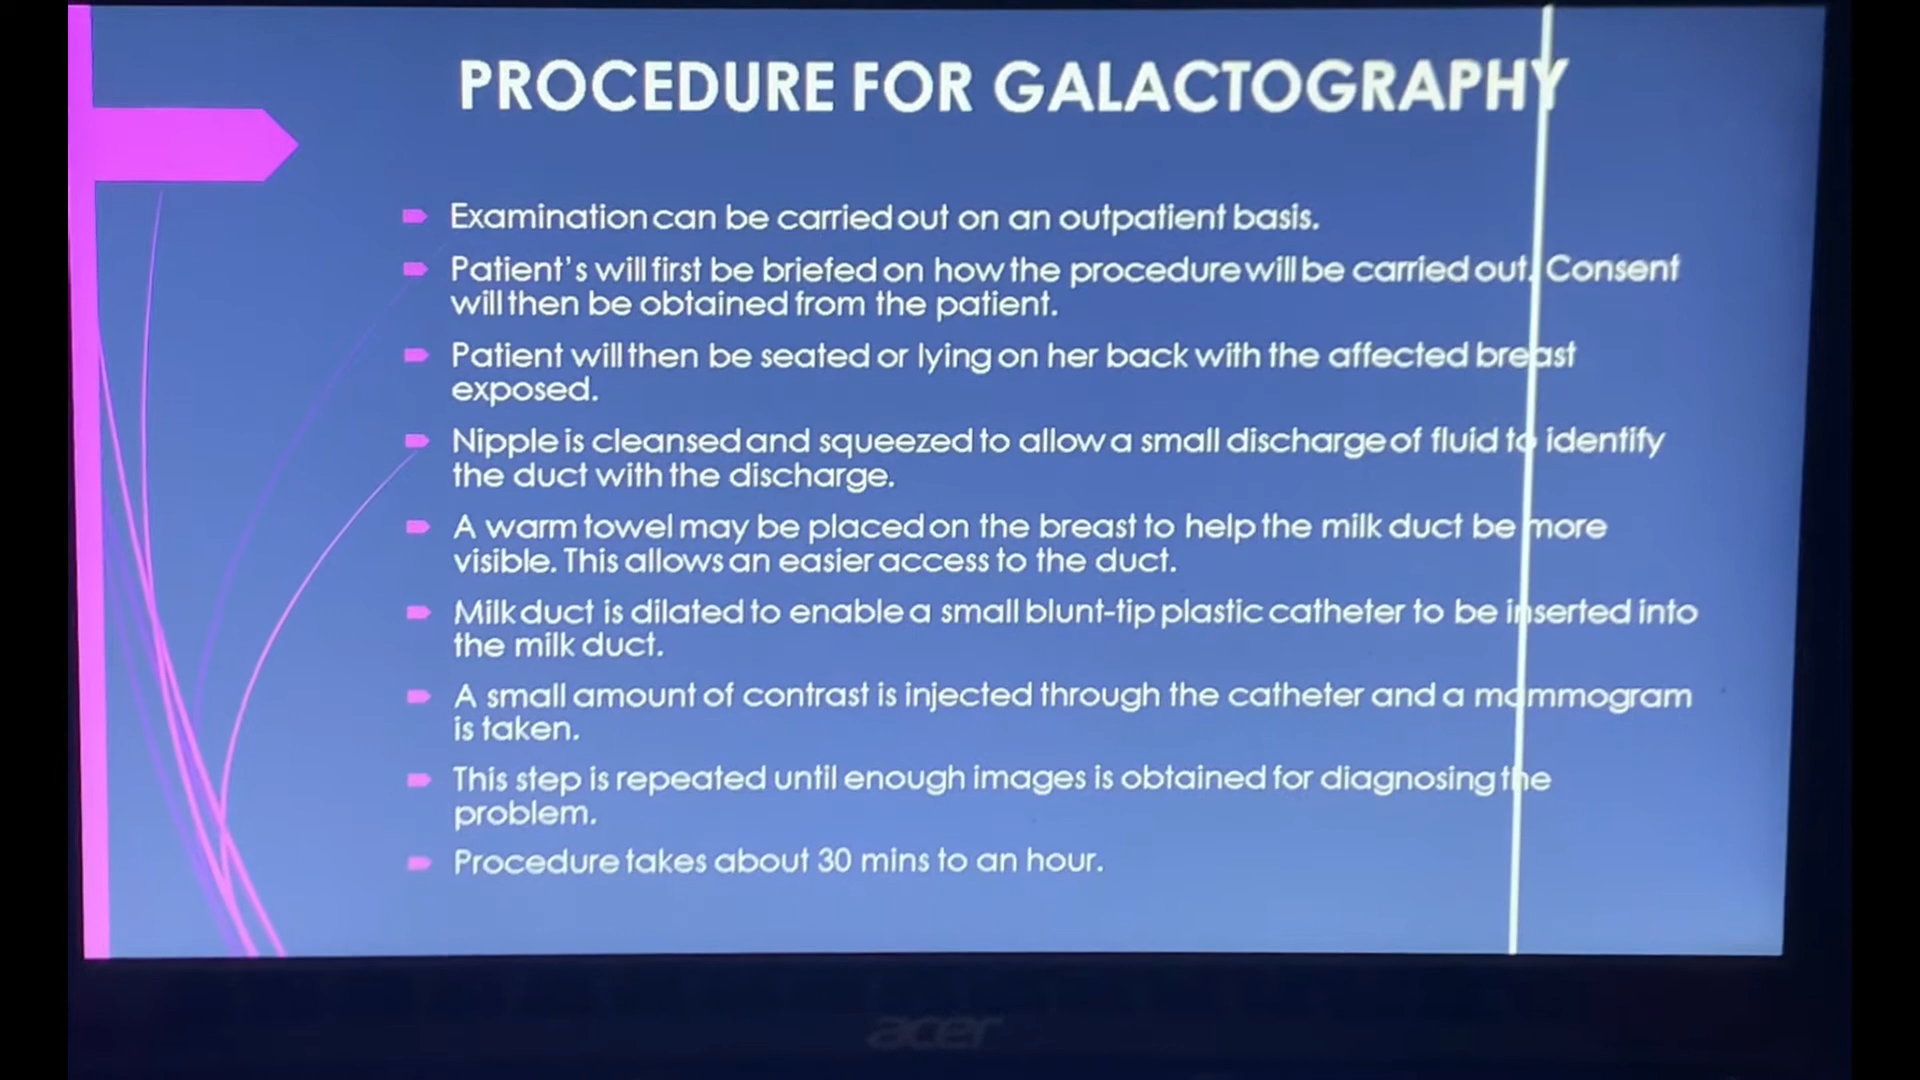 PROCEDURE FOR GALACTOGRAPHY
Examination can be carried out on an outpatient basis.
Patient's will first be briefed on how the procedure will be carried out. Consent
will then be obtained from the patient.
Patient will then be seated or lying on her back with the affected breast
exposed.
Nipple is cleansed and squeezed to allow a small discharge of fluid to identify
the duct with the discharge.
A warm towel may be placed on the breast to help the milk duct be more
visible. This allows an easier access to the duct.
Milk duct is dilated to enable a small blunt-tip plastic catheter to be inserted into
the milk duct.
A small amount of contrast is injected through the catheter and a mammogram
is taken.
This step is repeated until enough images is obtained for diagnosing the
problem.
Procedure takes about 30 mins to an hour.
acer